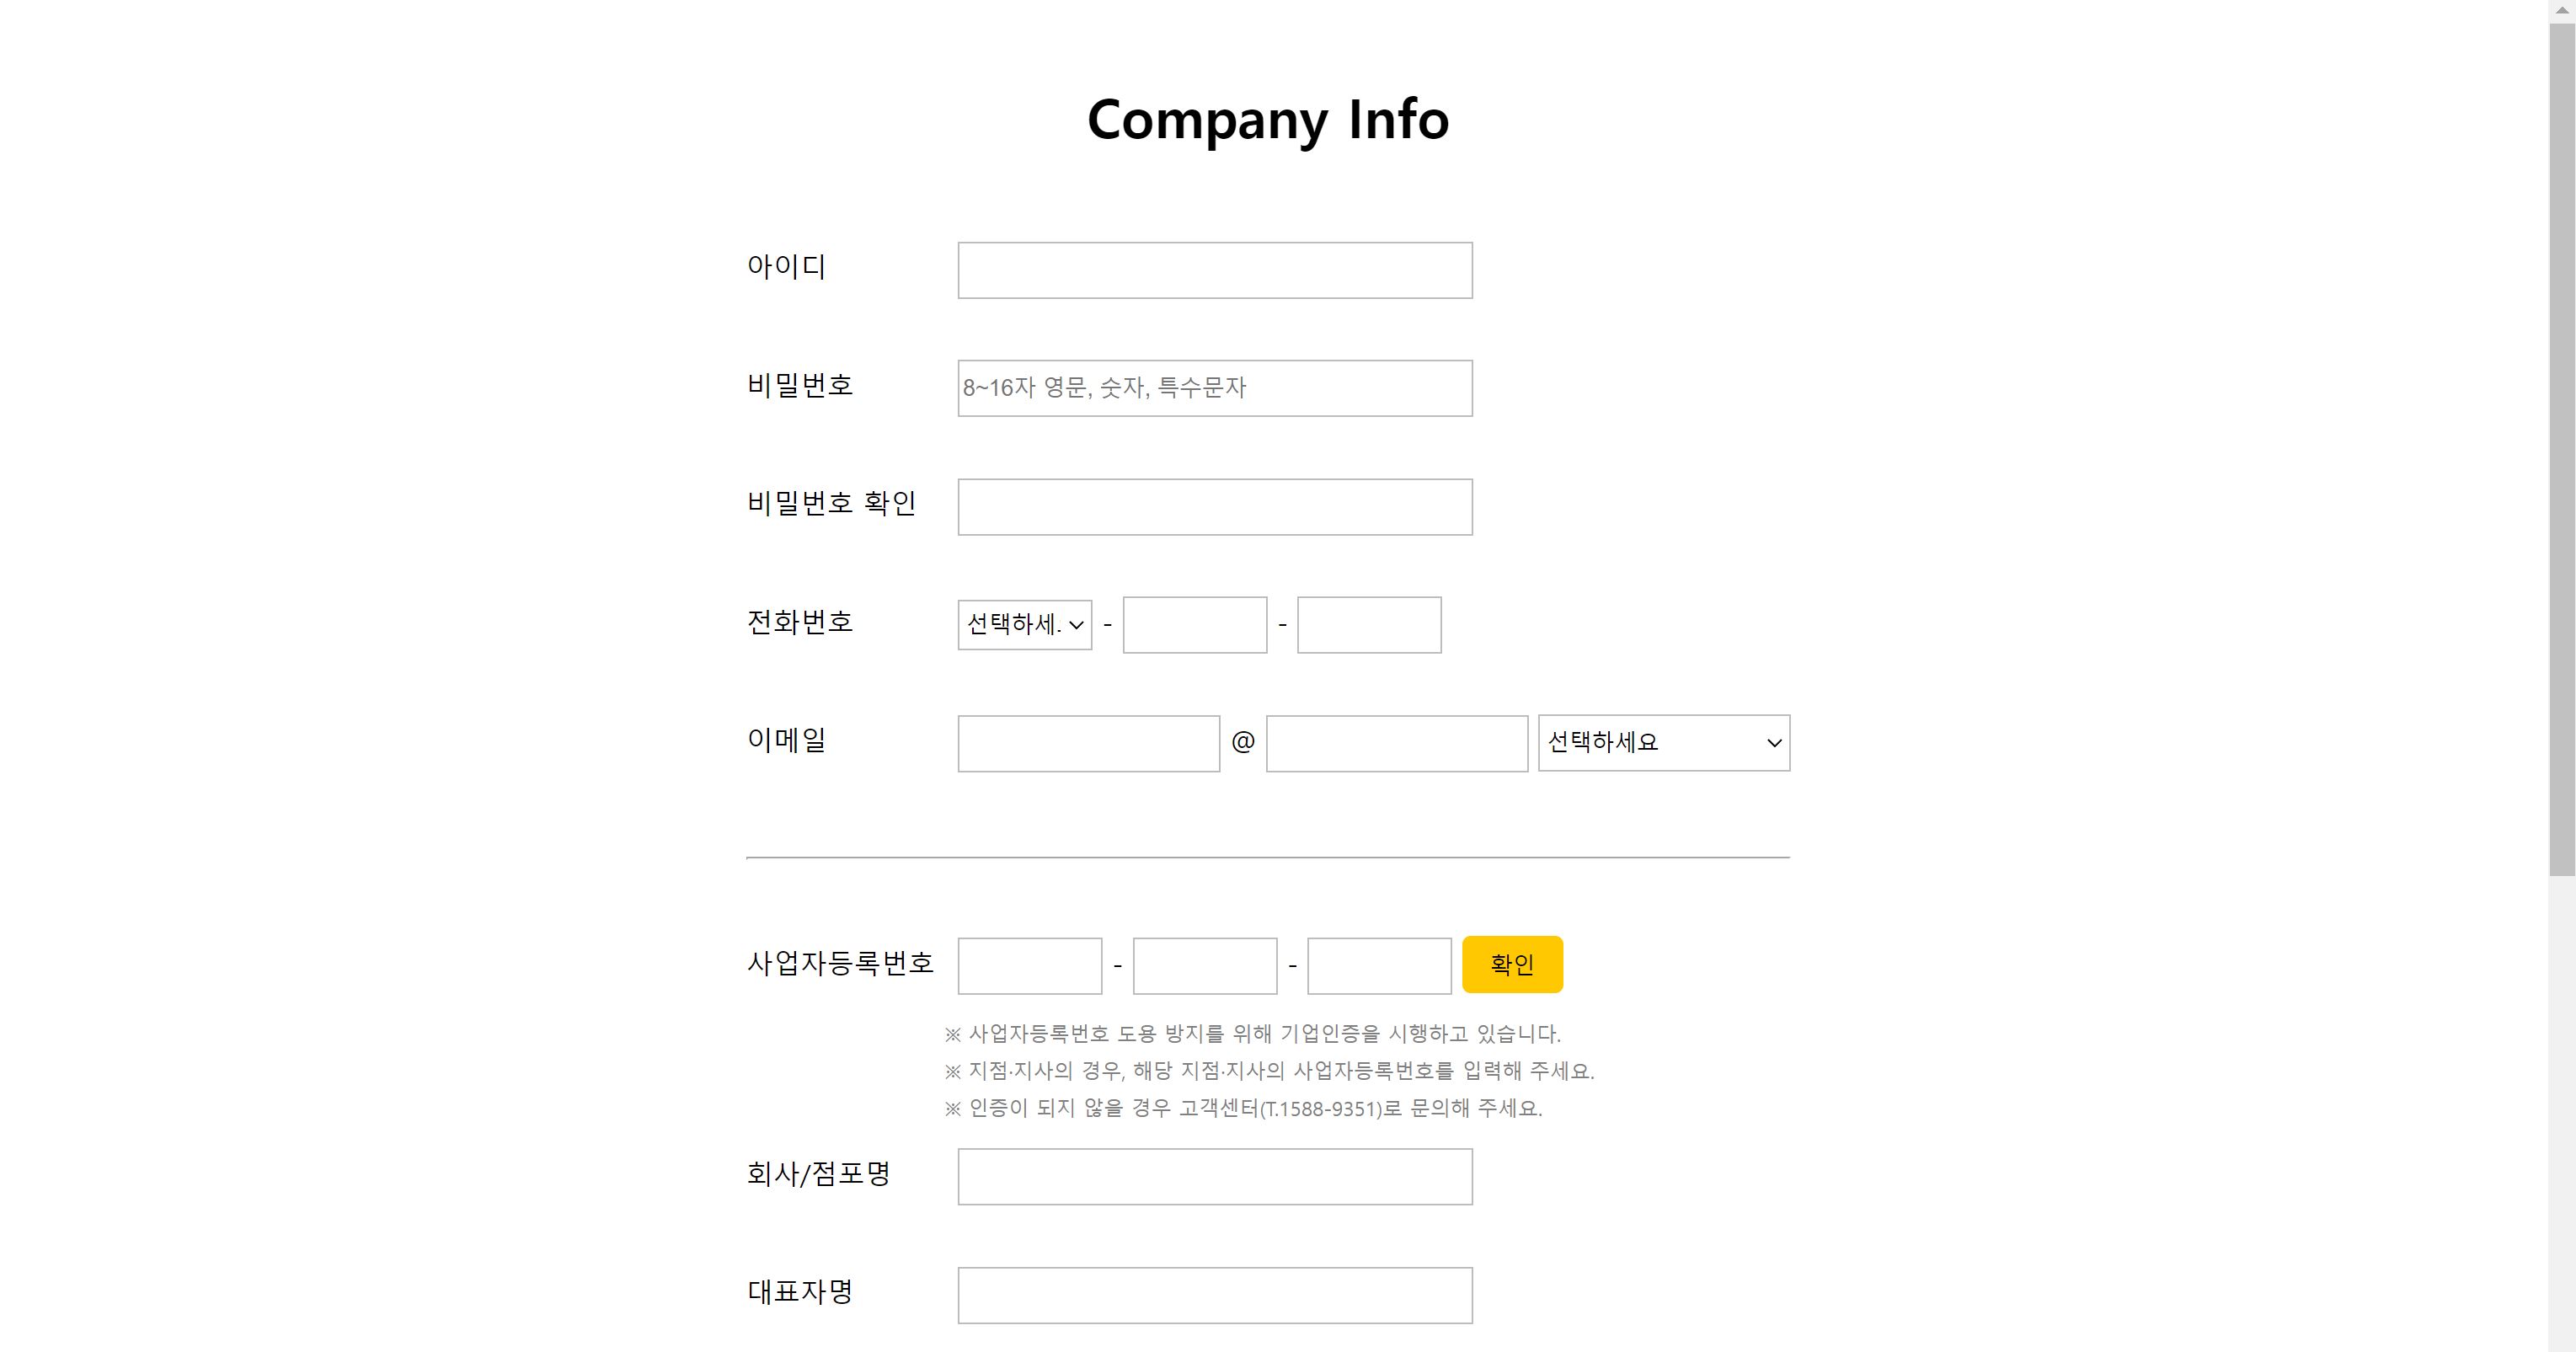 Company Info
아이디
비밀번호 8~16자 영문, 숫자, 특수문자
비밀번호 확인
전화번호 선택하세. - -
이메일 @ 선택하세요
사업자등록번호 - - 확인
※ 사업자등록번호 도용 방지를 위해 기업인증을 시행하고 있습니다.
※ 지점·지사의 경우, 해당 지점·지사의 사업자등록번호를 입력해 주세요.
※ 인증이 되지 않을 경우 고객센터(T.1588-9351)로 문의해 주세요.
회사/점포명
대표자명